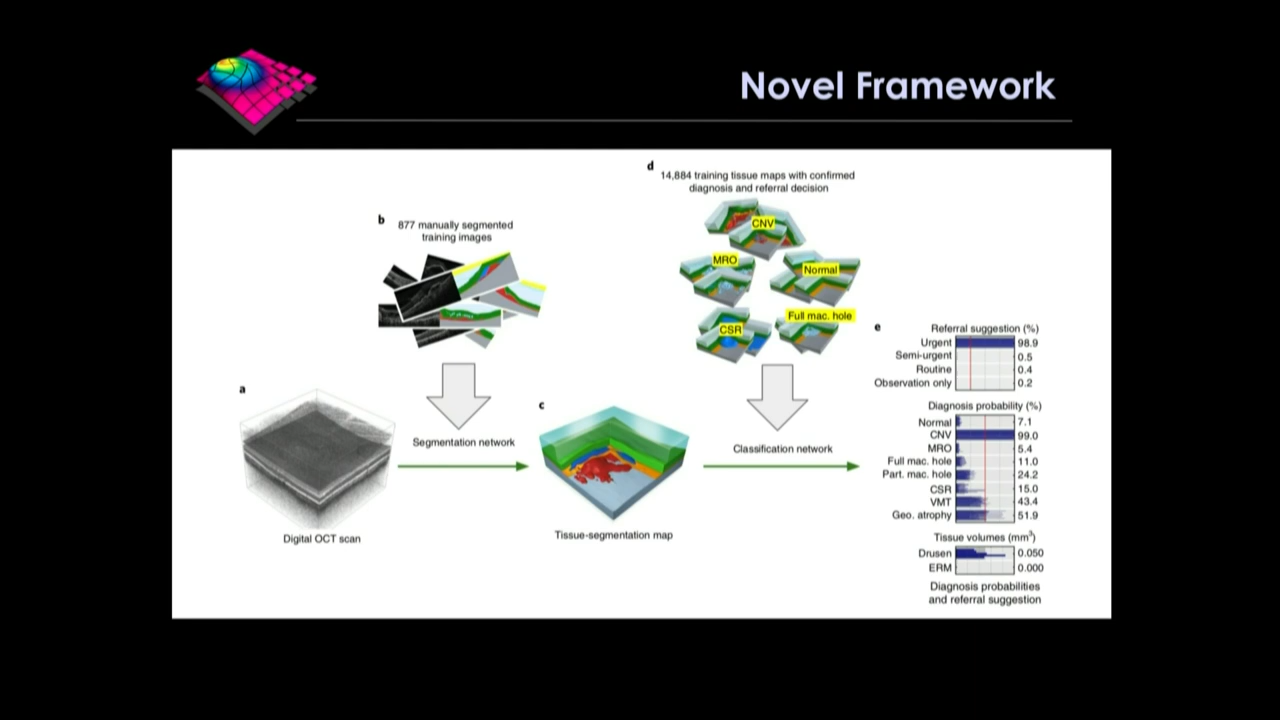 Novel Framework
a
Digital OCT scan
b
877 manually segmented
training images
Segmentation network
c
Tissue-segmentation map
d
14,884 training tissue maps with confirmed
diagnosis and referral decision
CNV
MRO
Normal
CSR
Full mac. hole
Classification network
e
Referral suggestion (%)
Urgent 98.9
Semi-urgent 0.5
Routine 0.4
Observation only 0.2
Diagnosis probability (%)
Normal 7.1
CNV 99.0
MRO 5.4
Full mac. hole 11.0
Part. mac. hole 24.2
CSR 15.0
VMT 43.4
Geo. atrophy 51.9
Tissue volumes (mm³)
Drusen 0.050
ERM 0.000
Diagnosis probabilities
and referral suggestion